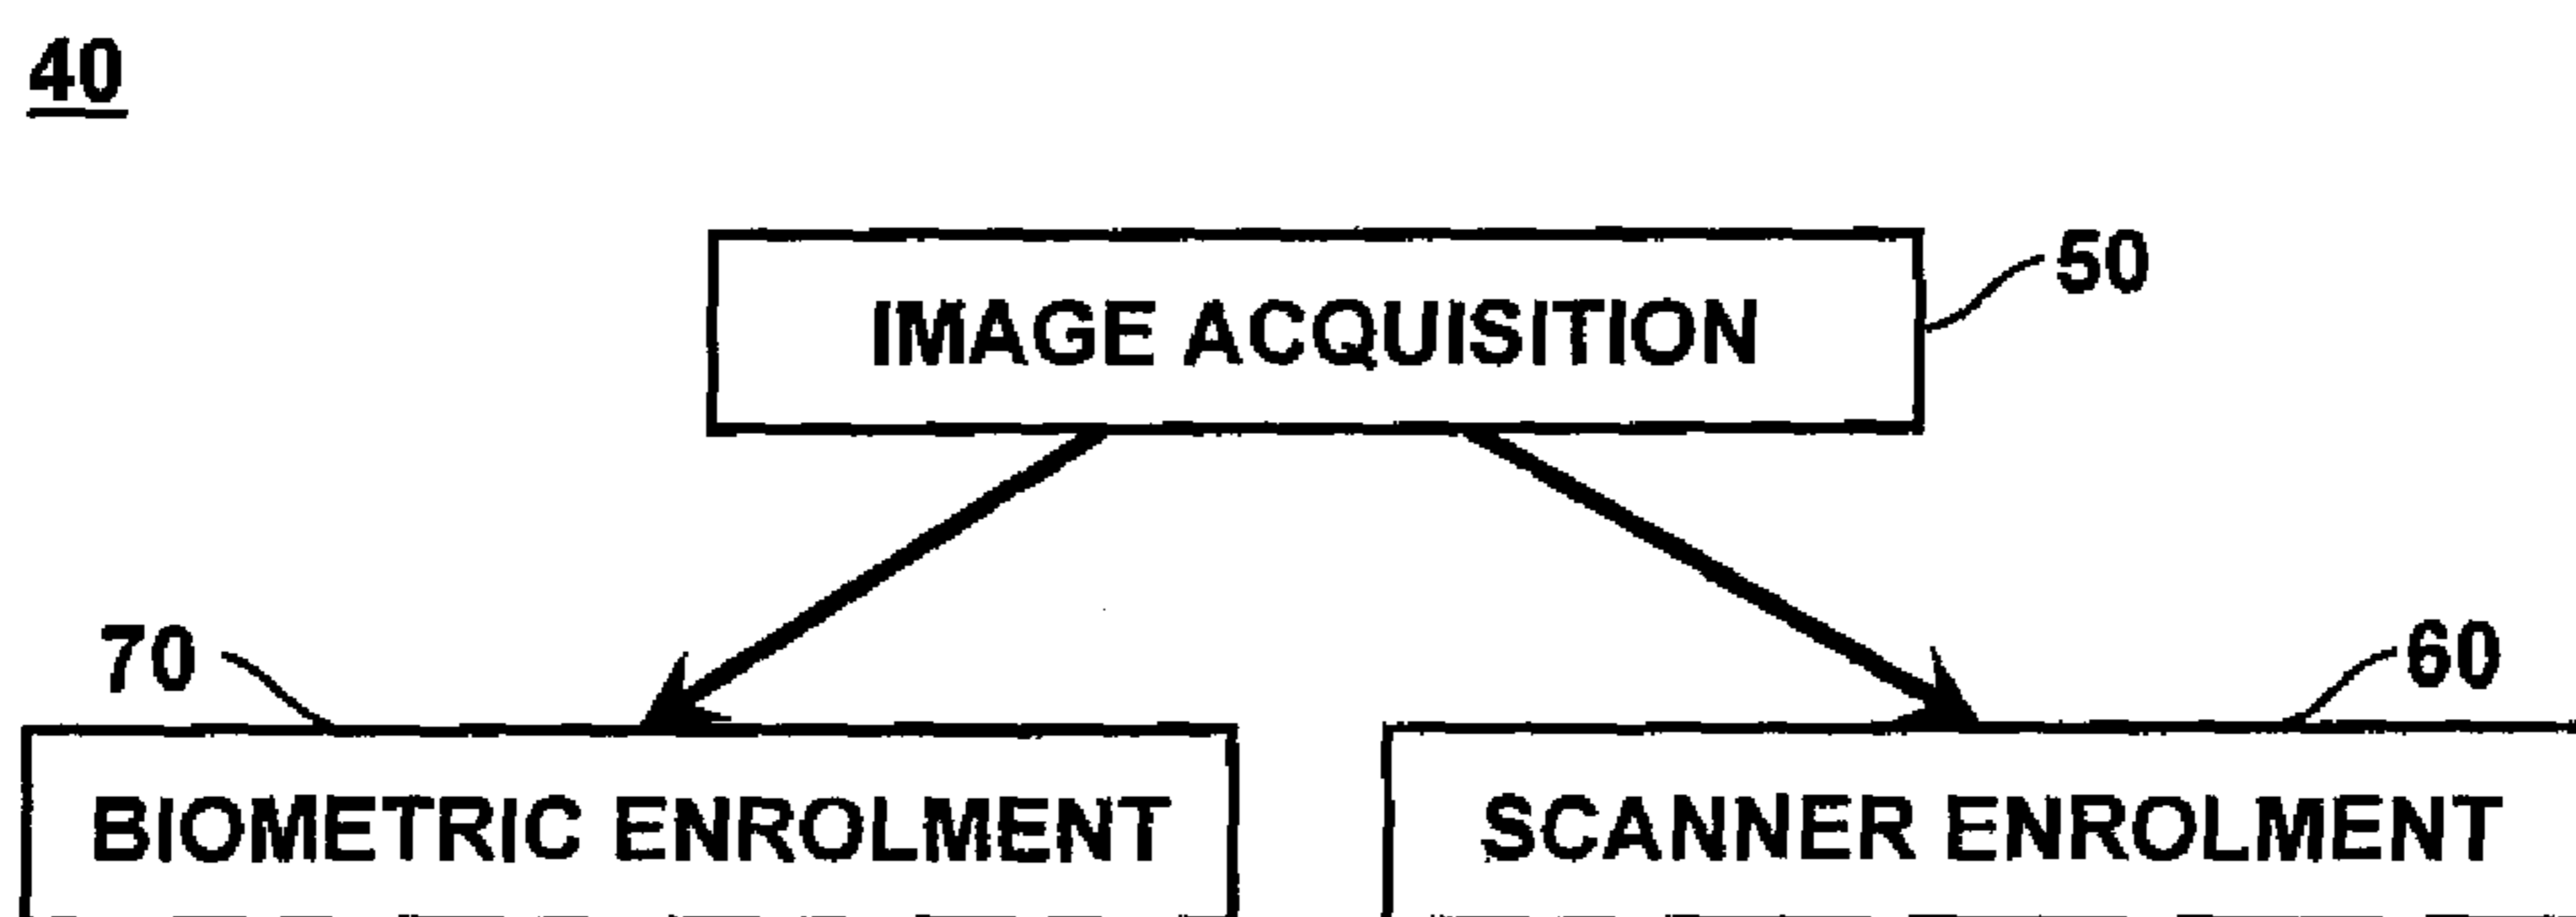 40
IMAGE ACQUISITION
50
70
60
BIOMETRIC ENROLMENT
SCANNER ENROLMENT